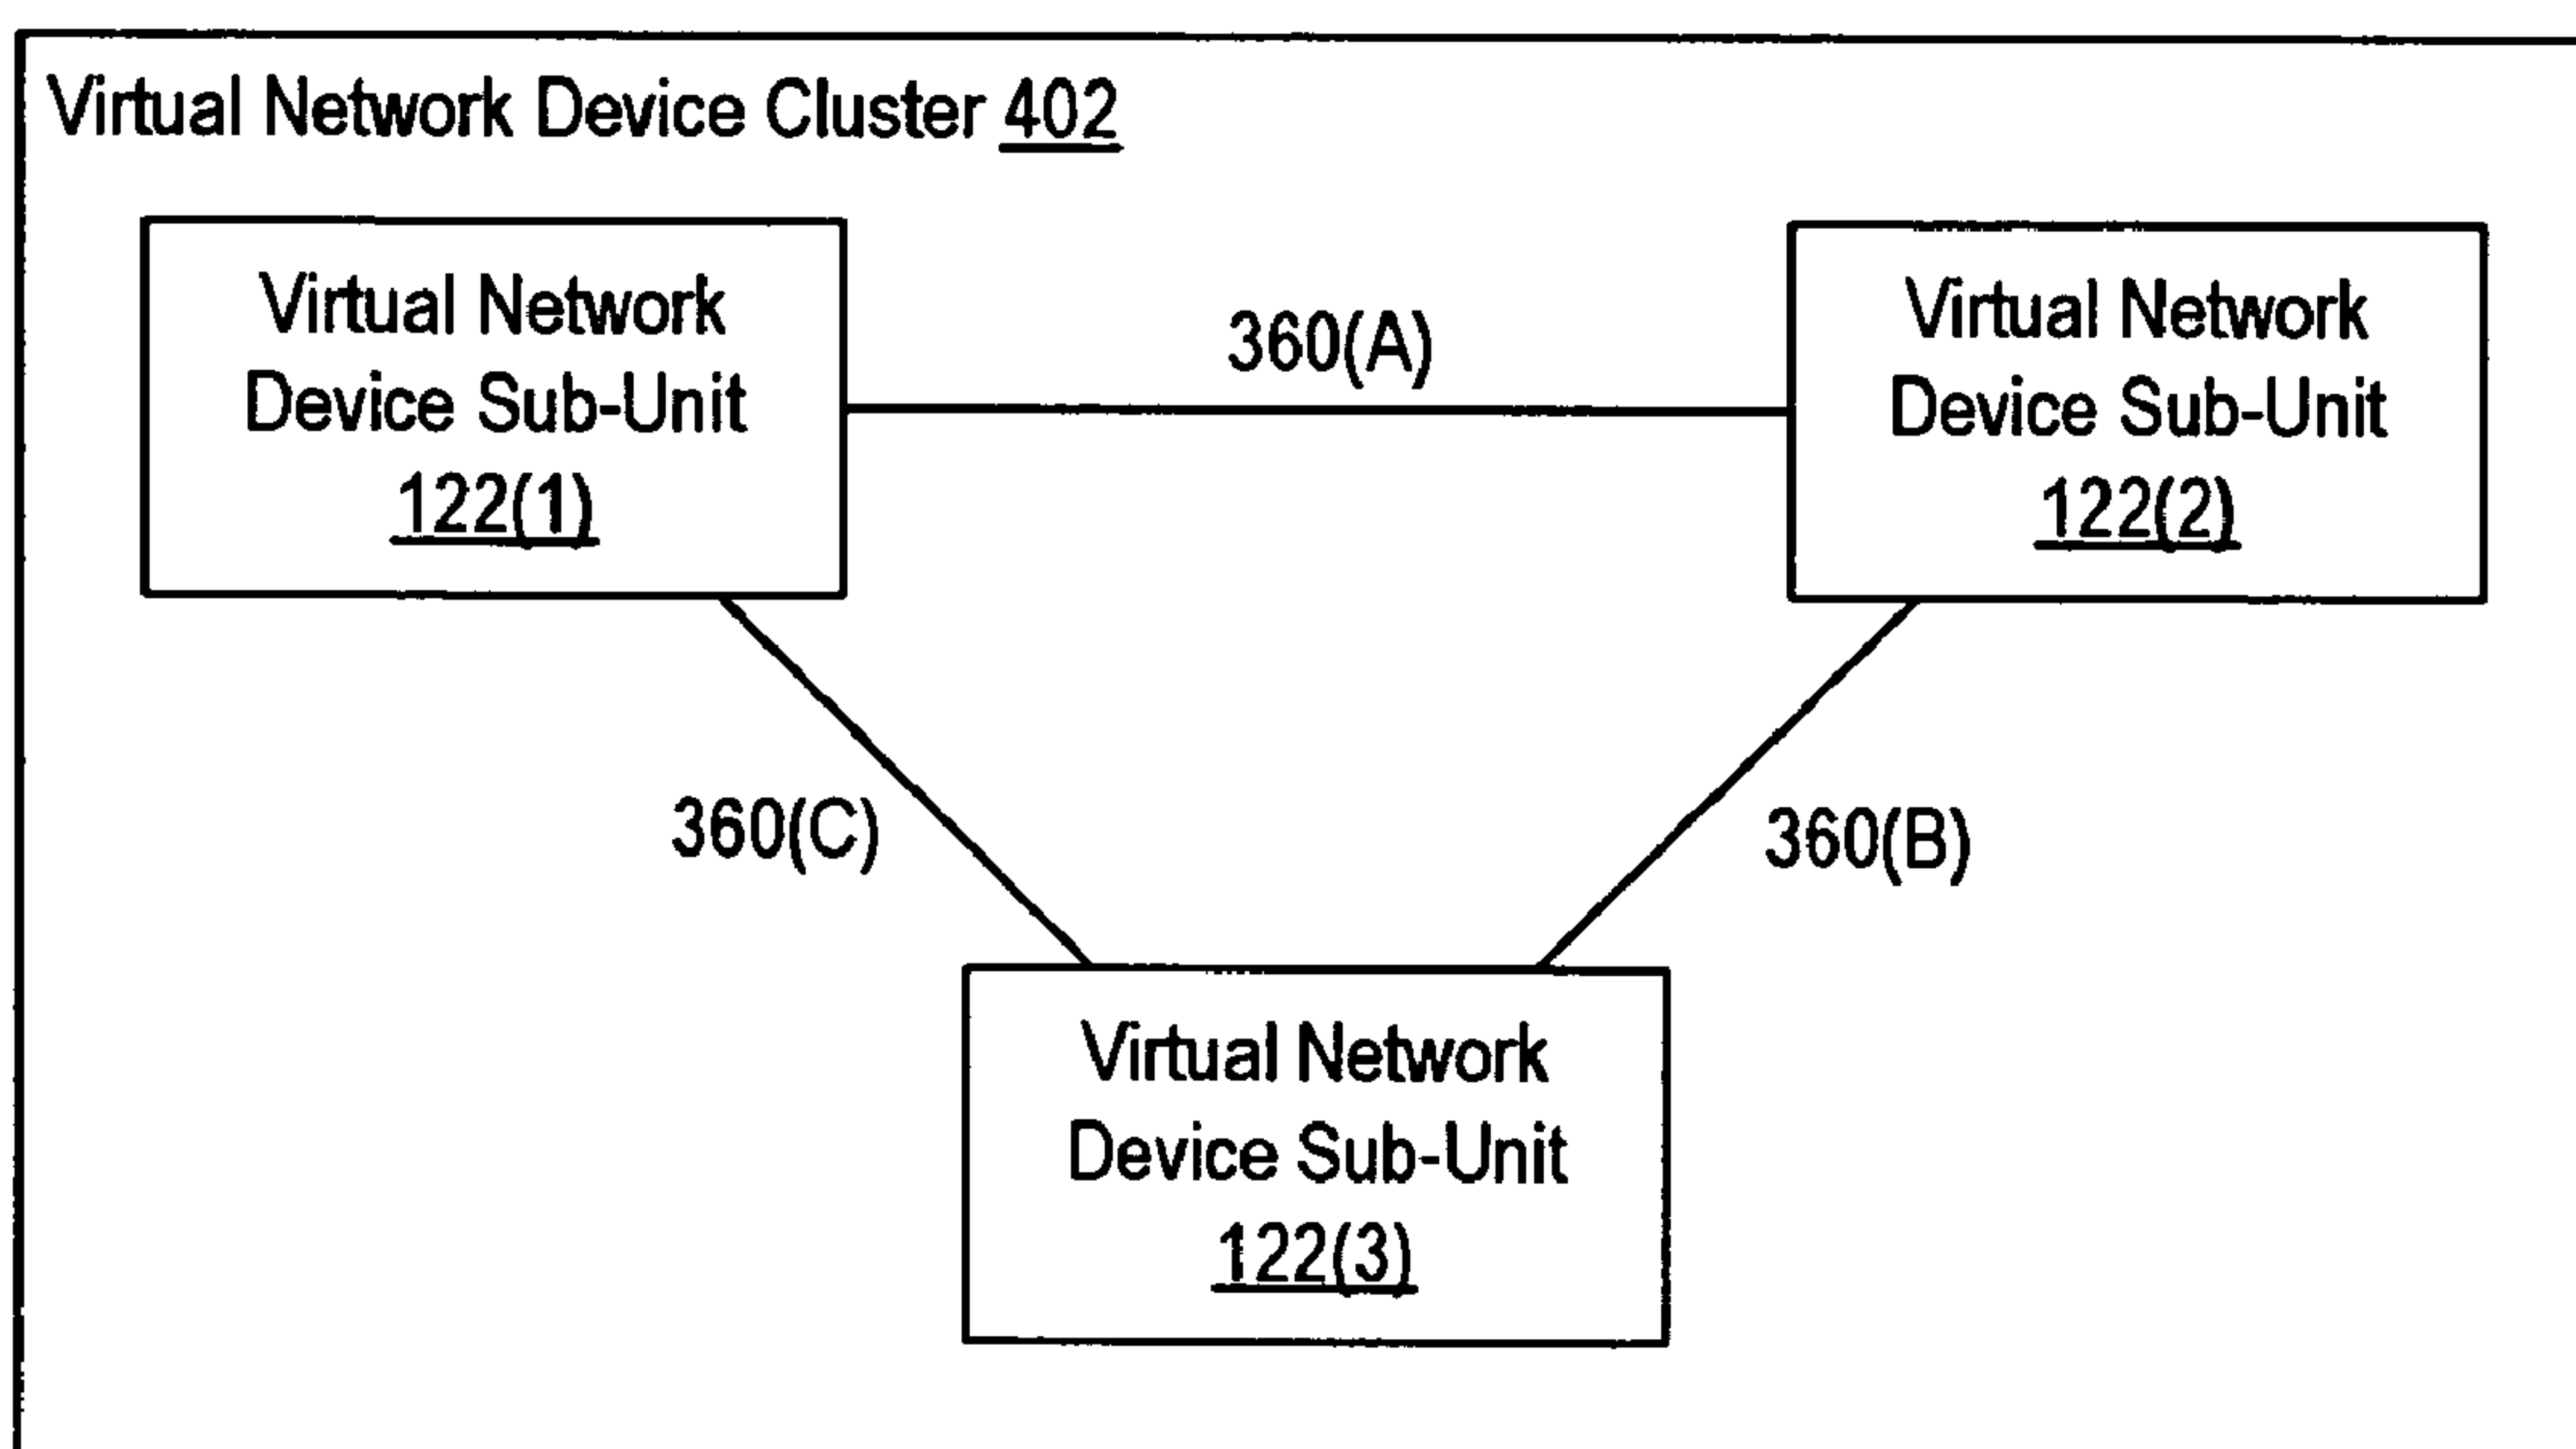 Virtual Network Device Cluster 402
Virtual Network
Device Sub-Unit
122(1)
360(A)
Virtual Network
Device Sub-Unit
122(2)
360(C)
360(B)
Virtual Network
Device Sub-Unit
122(3)